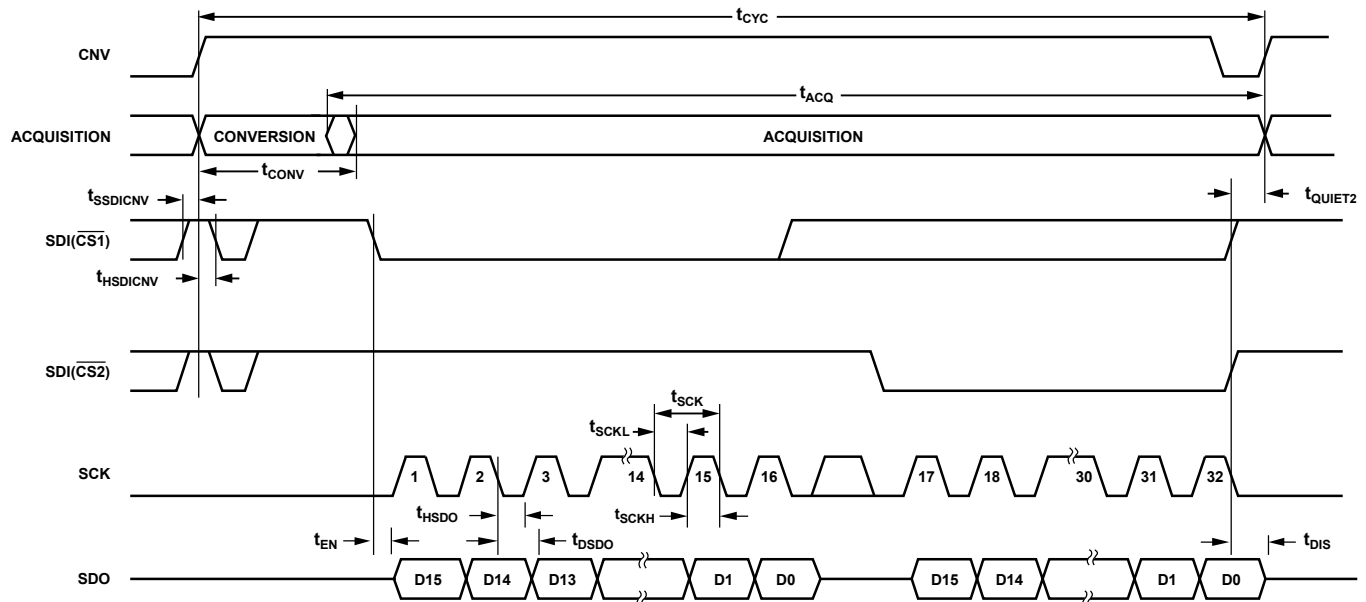 tCYC
CNV
tACQ
ACQUISITION CONVERSION ACQUISITION
tCONV
tSSDICNV
tQUIET2
SDI(CS1)
tHSDICNV
SDI(CS2)
tSCK
tSCKL
SCK 1 2 3 14 15 16 17 18 30 31 32
tHSDO tSCKH
tEN tDSDO tDIS
SDO D15 D14 D13 D1 D0 D15 D14 D1 D0